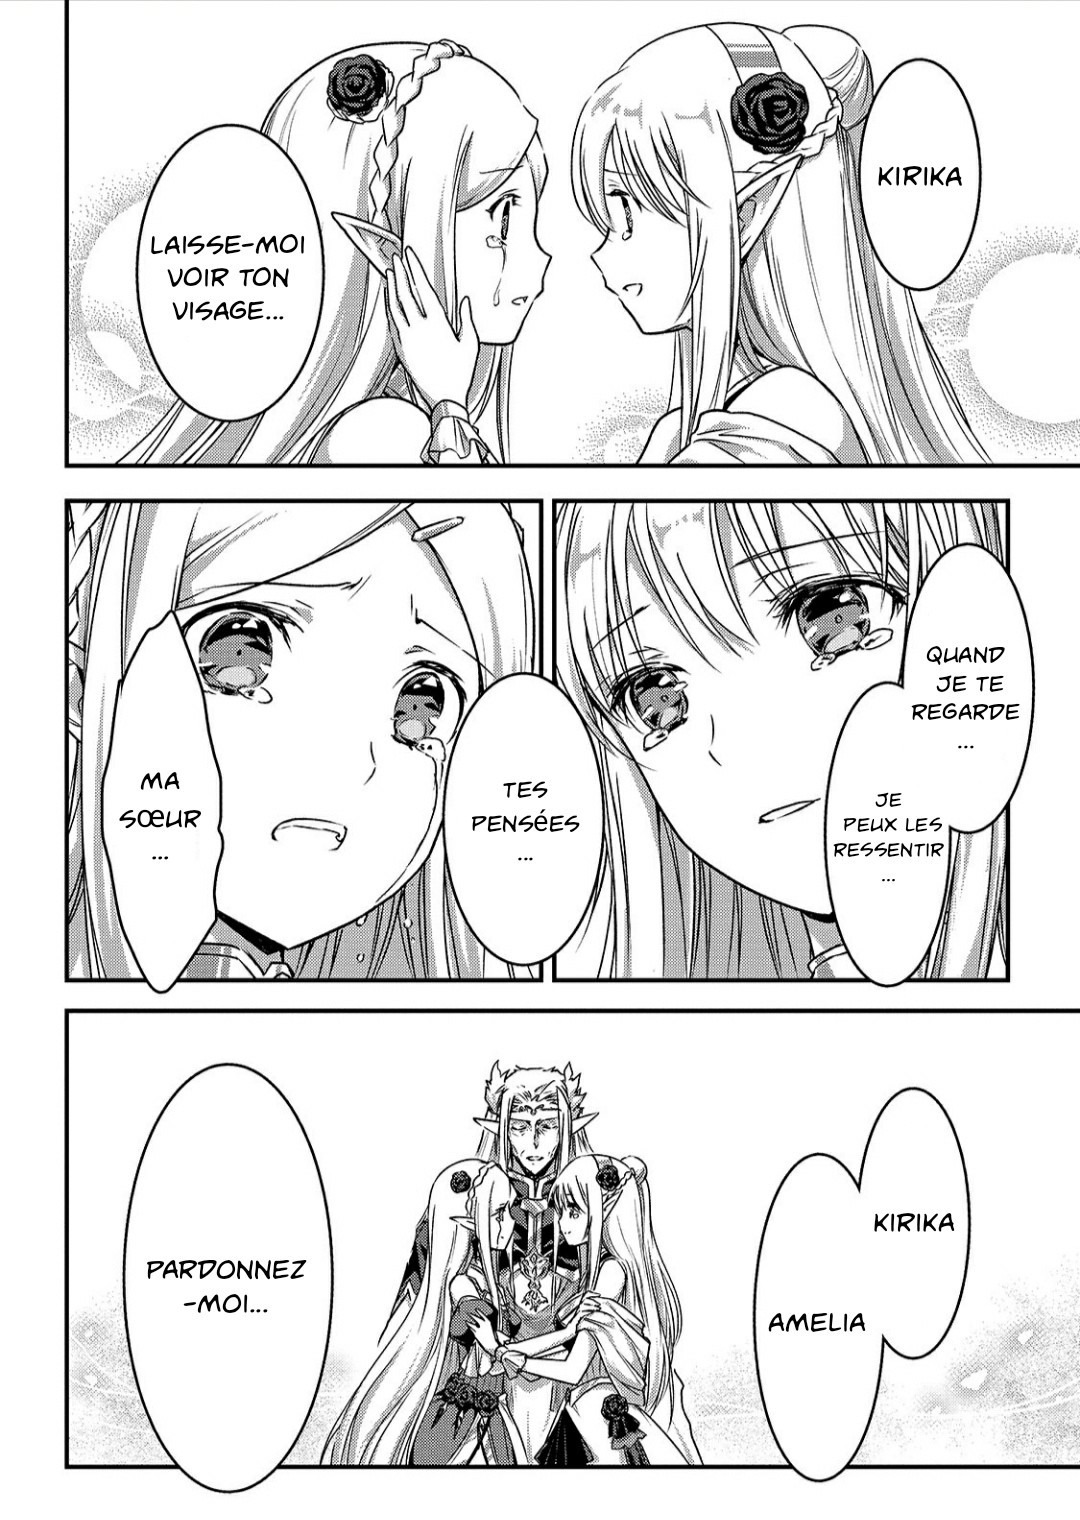 KIRIKA
LAISSE-MOI
VOIR TON
VISAGE...
QUAND
JE TE
REGARDE
...
JE
PEUX LES
RESSENTIR
...
TES
PENSÉES
...
MA
SŒUR
...
KIRIKA
AMELIA
PARDONNEZ
-MOI...